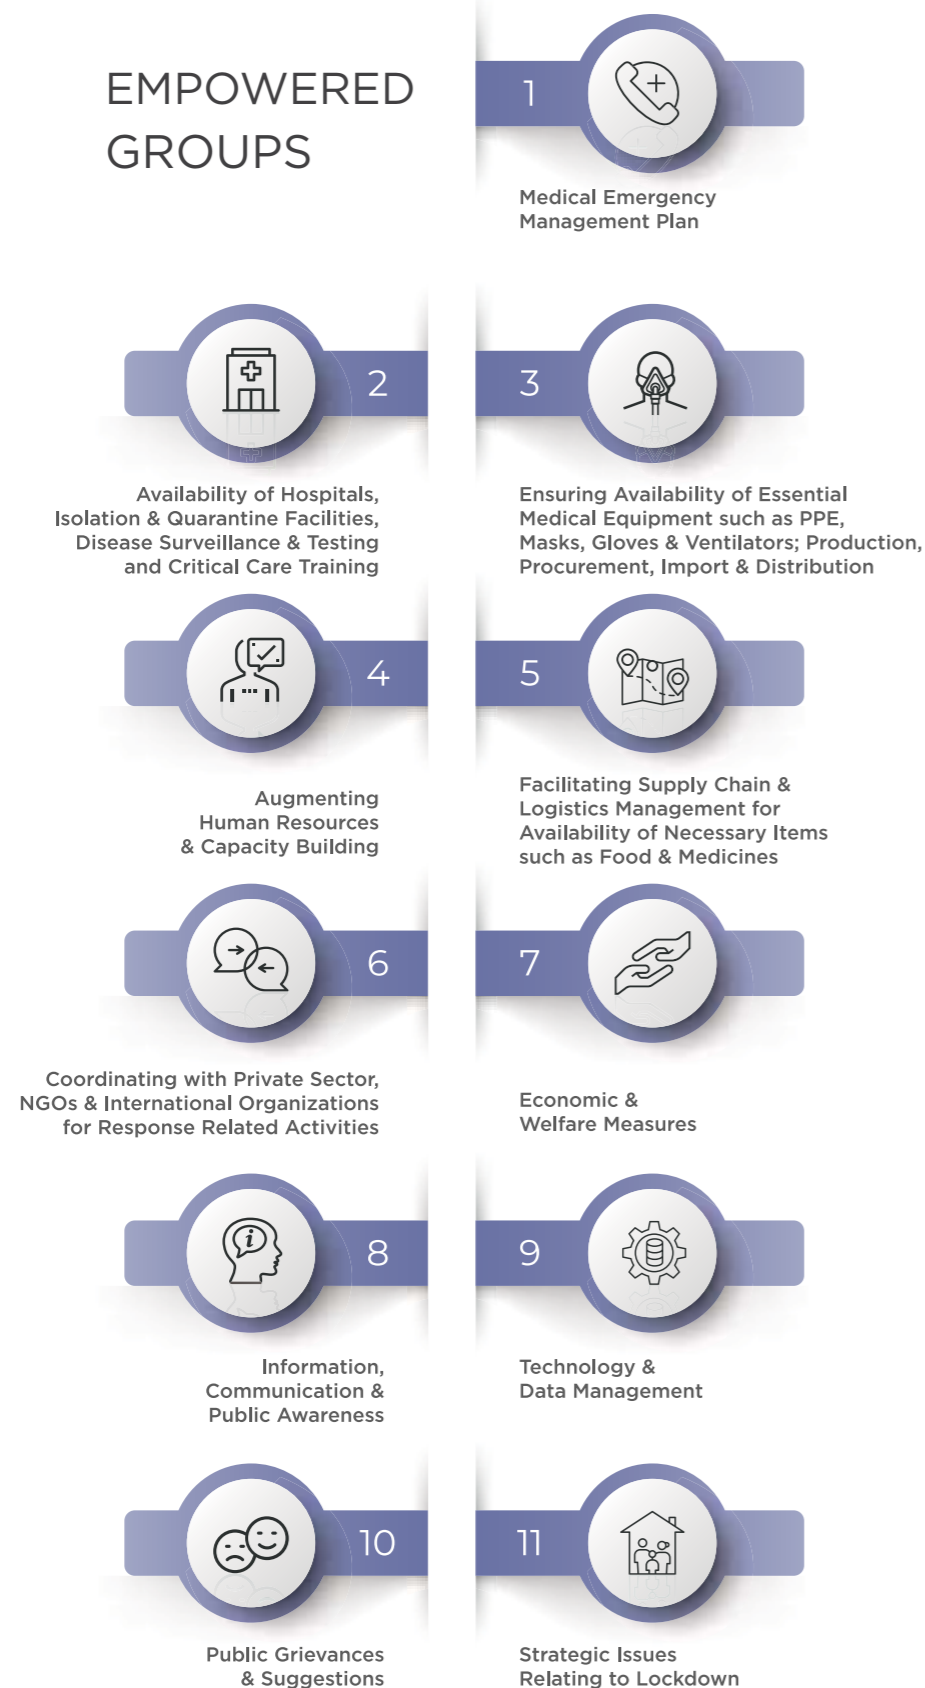 EMPOWERED
GROUPS
1
Medical Emergency
Management Plan
2
Availability of Hospitals,
Isolation & Quarantine Facilities,
Disease Surveillance & Testing
and Critical Care Training
3
Ensuring Availability of Essential
Medical Equipment such as PPE,
Masks, Gloves & Ventilators; Production,
Procurement, Import & Distribution
4
Augmenting
Human Resources
& Capacity Building
5
Facilitating Supply Chain &
Logistics Management for
Availability of Necessary Items
such as Food & Medicines
6
Coordinating with Private Sector,
NGOs & International Organizations
for Response Related Activities
7
Economic &
Welfare Measures
8
Information,
Communication &
Public Awareness
9
Technology &
Data Management
10
Public Grievances
& Suggestions
11
Strategic Issues
Relating to Lockdown